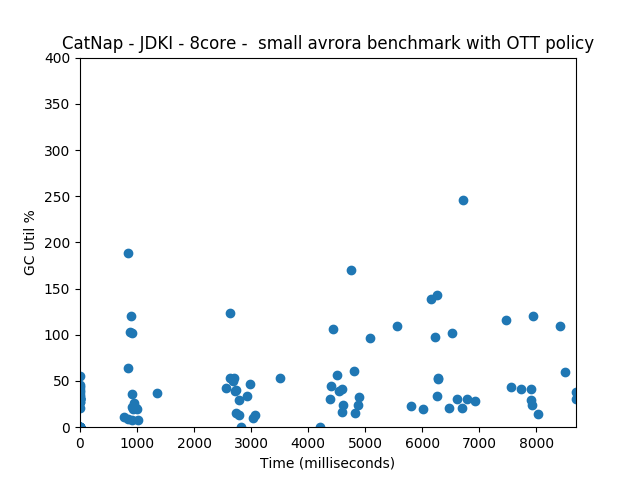 CatNap - JDKI - 8core -  small avrora benchmark with OTT policy
400
350
300
250
200
150
100
50
0
GC Util %
0 1000 2000 3000 4000 5000 6000 7000 8000
Time (milliseconds)